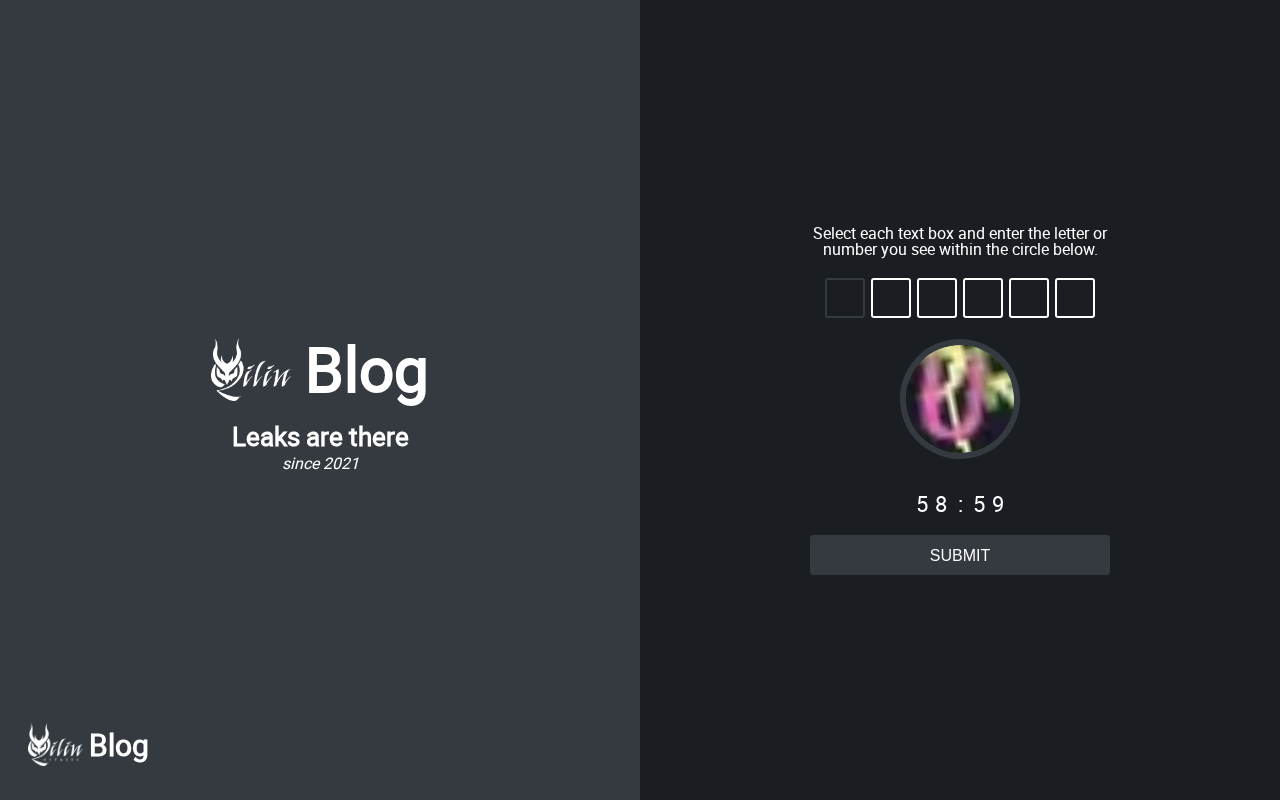 Qilin Blog
Leaks are there
since 2021
Qilin Blog
Select each text box and enter the letter or
number you see within the circle below.
58:59
SUBMIT